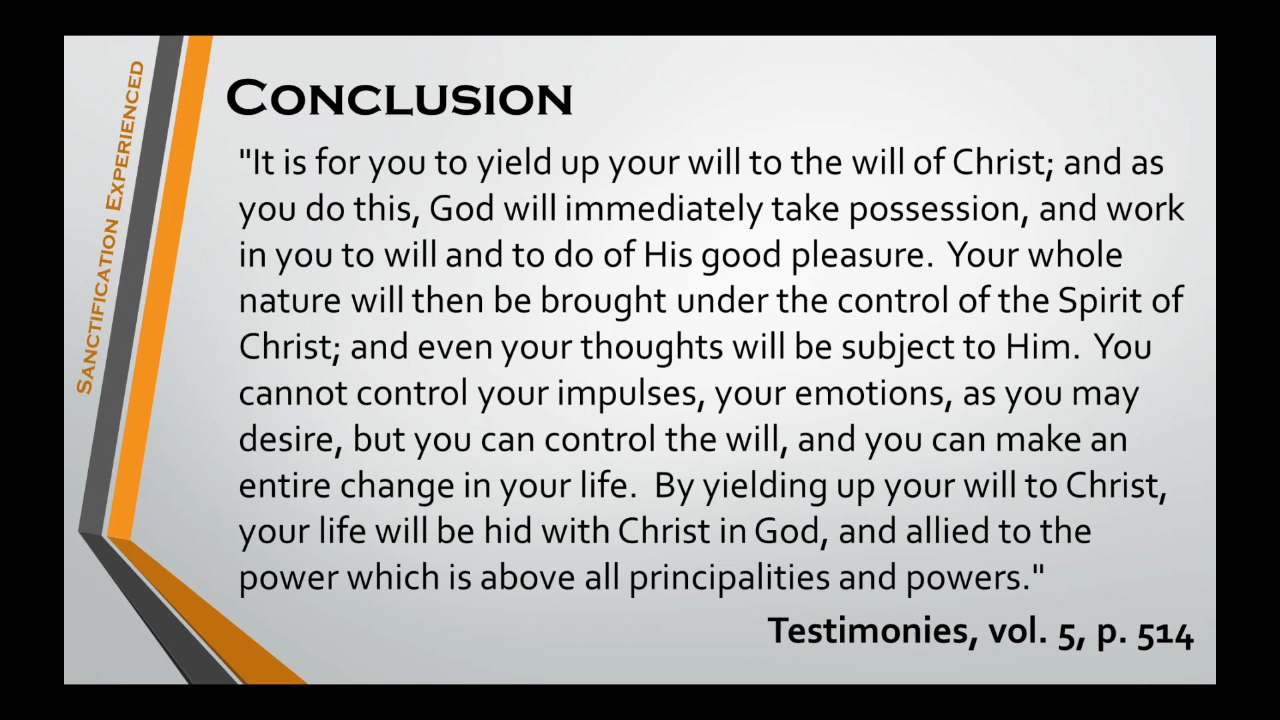 Sanctification Experienced
Conclusion
"It is for you to yield up your will to the will of Christ; and as
you do this, God will immediately take possession, and work
in you to will and to do of His good pleasure.  Your whole
nature will then be brought under the control of the Spirit of
Christ; and even your thoughts will be subject to Him.  You
cannot control your impulses, your emotions, as you may
desire, but you can control the will, and you can make an
entire change in your life.  By yielding up your will to Christ,
your life will be hid with Christ in God, and allied to the
power which is above all principalities and powers."
Testimonies, vol. 5, p. 514